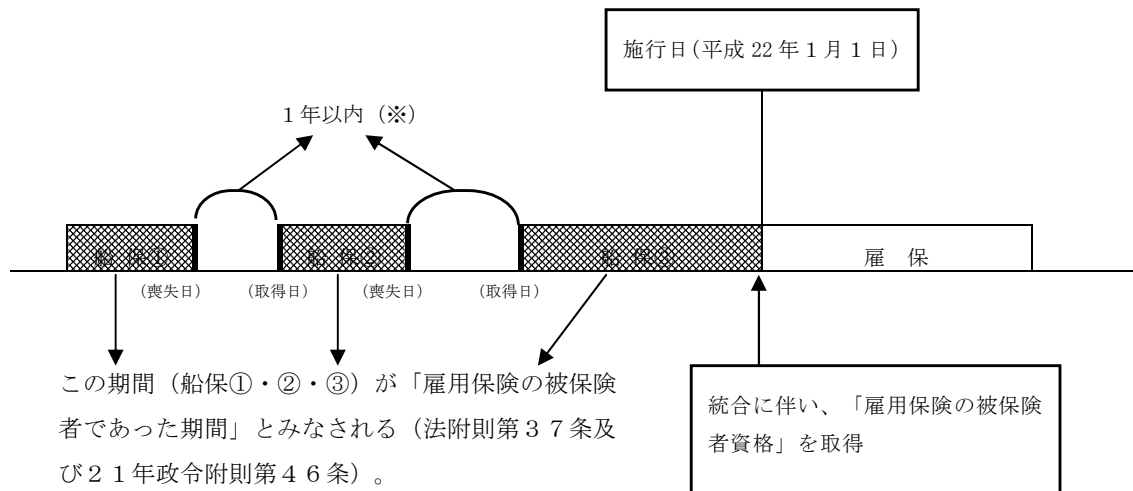 施行日（平成 22 年 1 月 1 日）
１年以内（※）
船 保①
船 保②
船 保③
雇　保
（喪失日）
（取得日）
（喪失日）
（取得日）
この期間（船保①・②・③）が「雇用保険の被保険
者であった期間」とみなされる（法附則第３７条及
び２１年政令附則第４６条）。
統合に伴い、「雇用保険の被保険
者資格」を取得